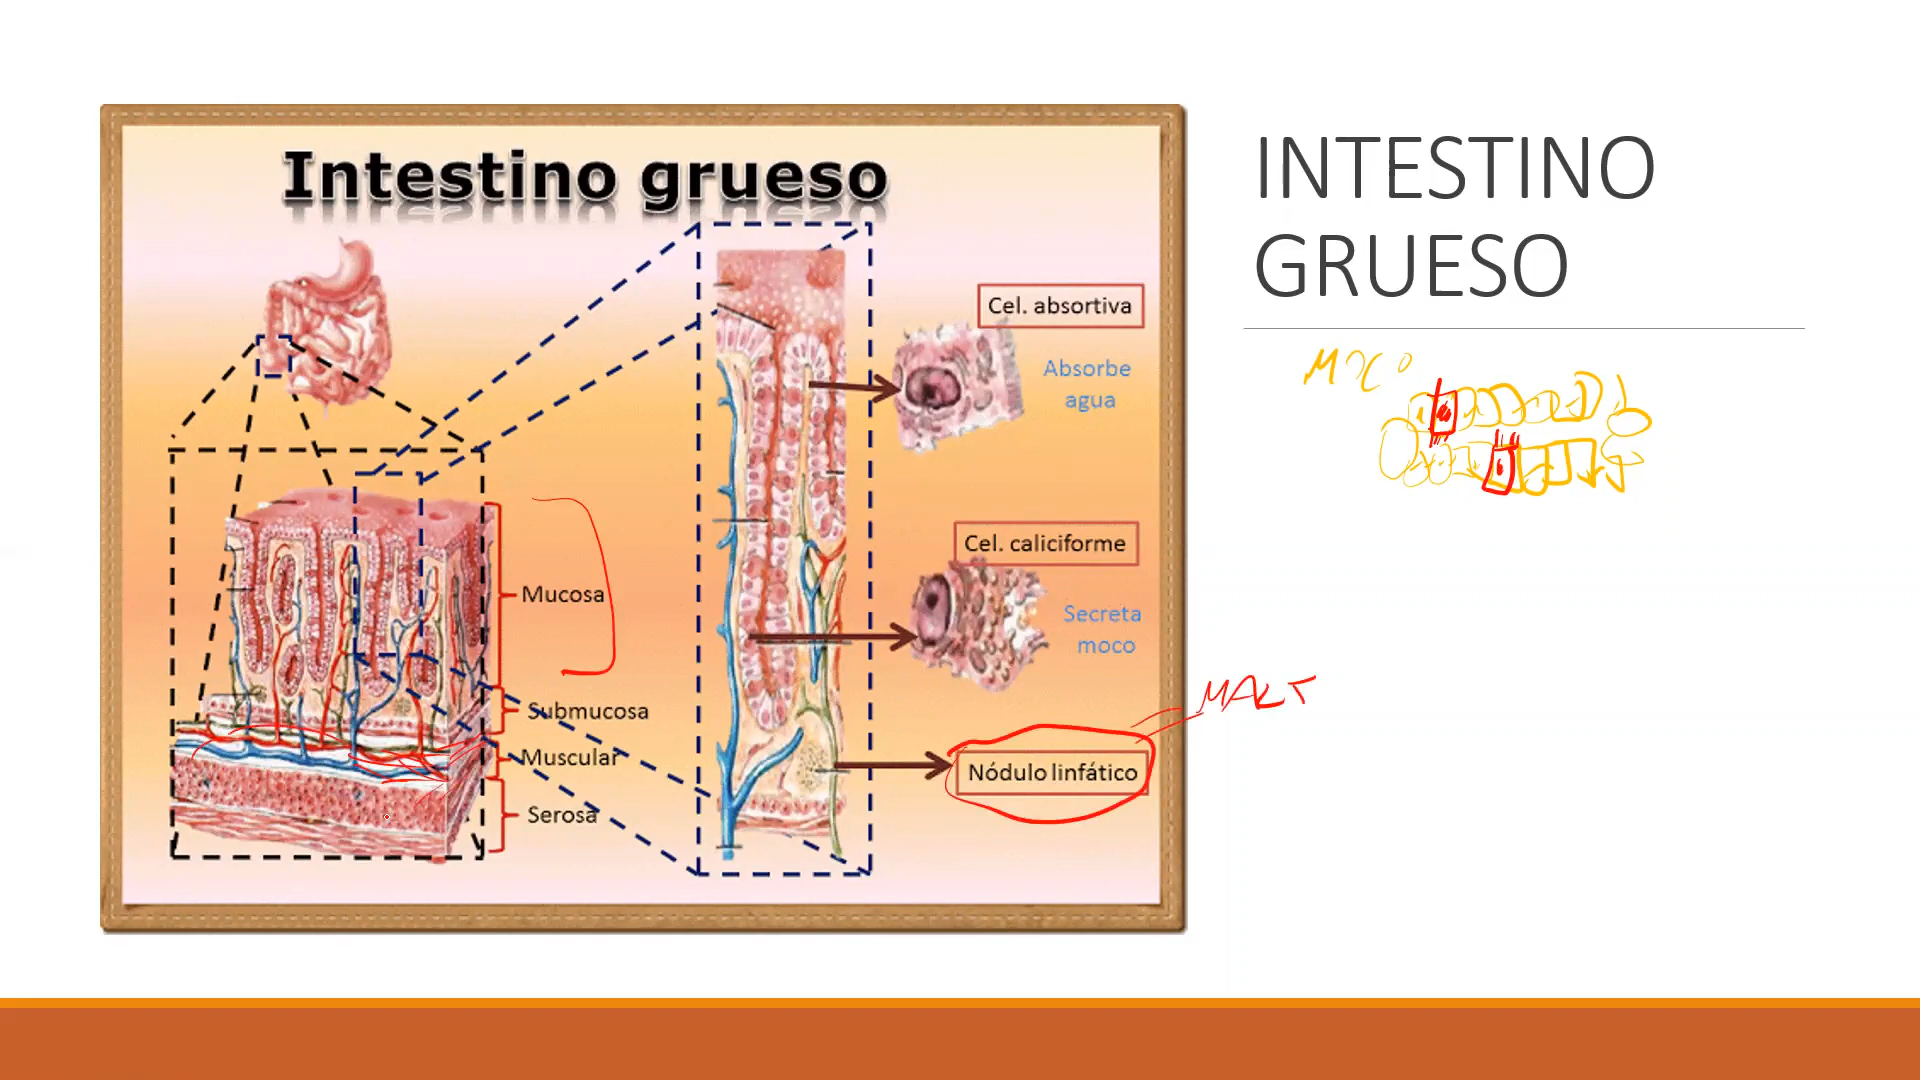 Intestino grueso
Cel. absortiva
Absorbe
agua
Cel. caliciforme
Secreta
moco
Nódulo linfático
Mucosa
Submucosa
Muscular
Serosa
INTESTINO
GRUESO
MALT